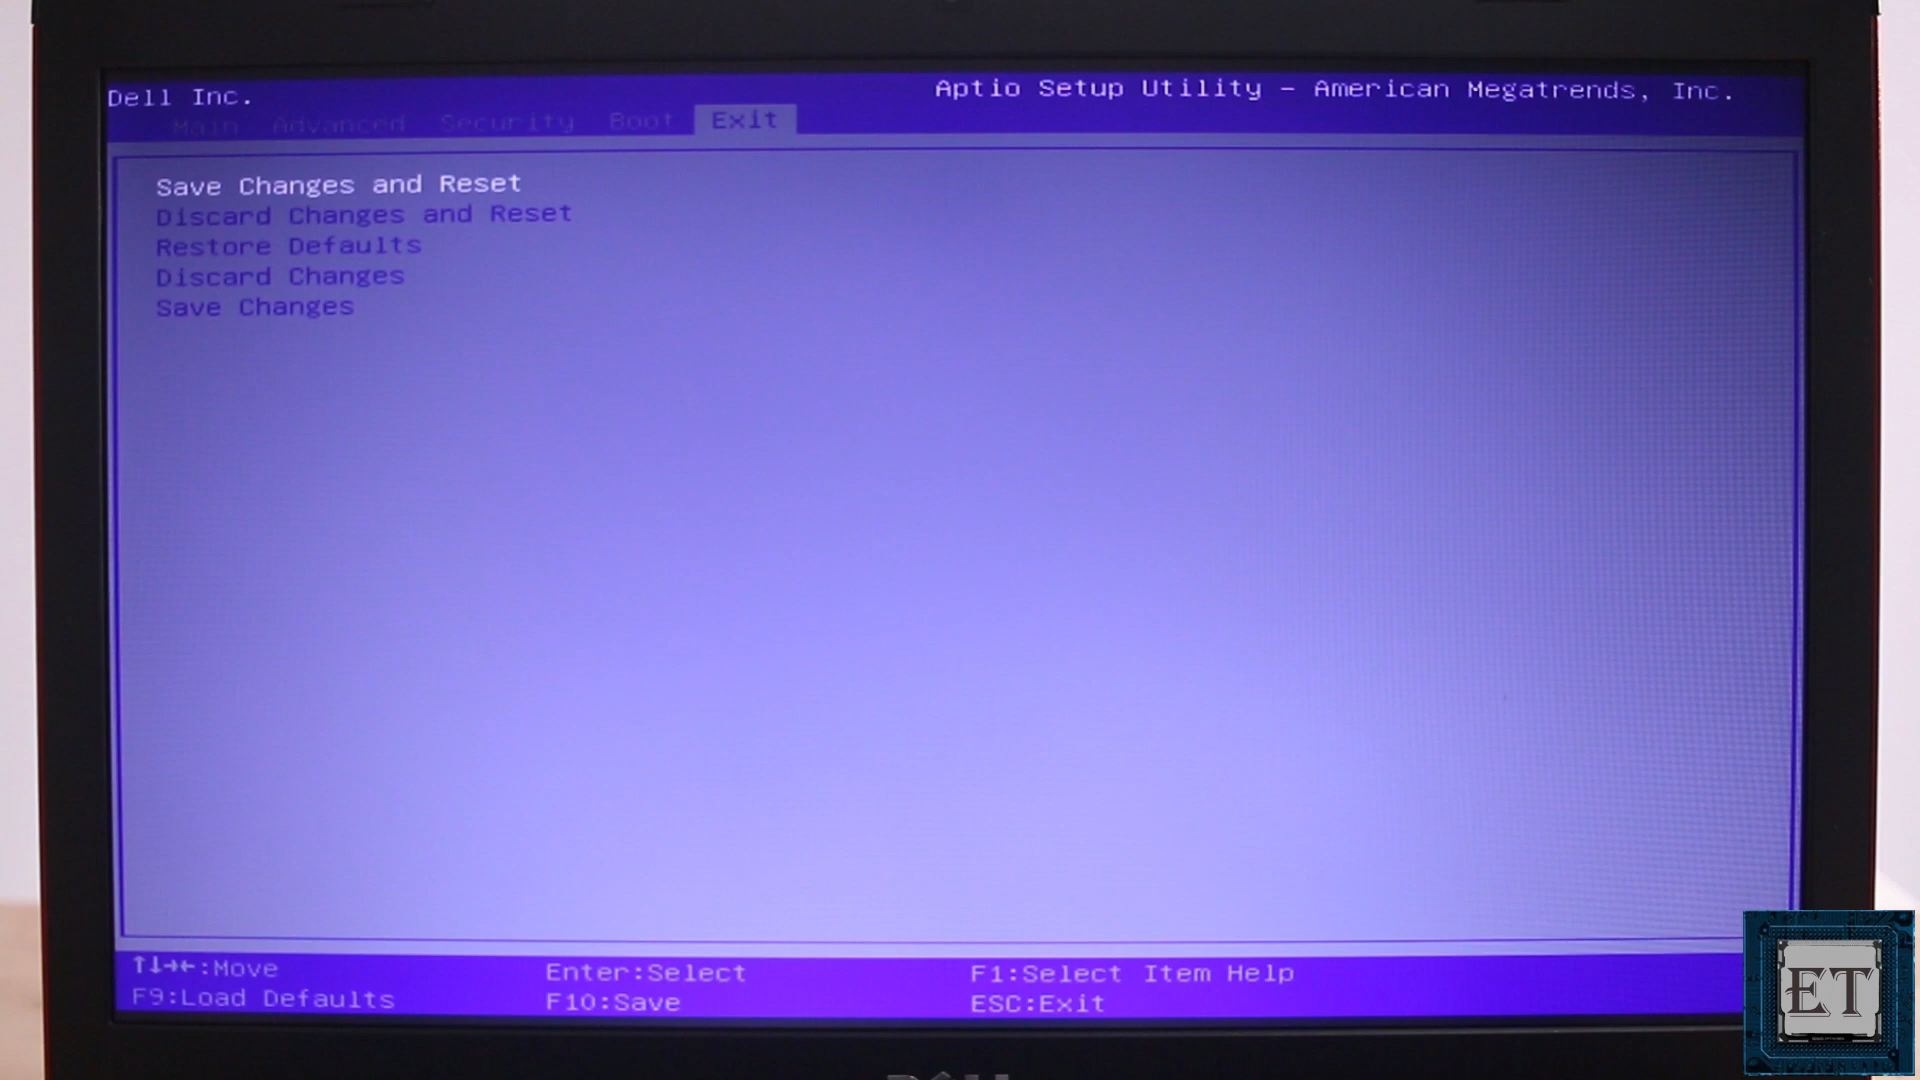 Dell Inc.
Aptio Setup Utility – American Megatrends, Inc.
Main Advanced Security Boot Exit
Save Changes and Reset
Discard Changes and Reset
Restore Defaults
Discard Changes
Save Changes
↑↓→←:Move
Enter:Select
F1:Select Item Help
F9:Load Defaults
F10:Save
ESC:Exit
ET